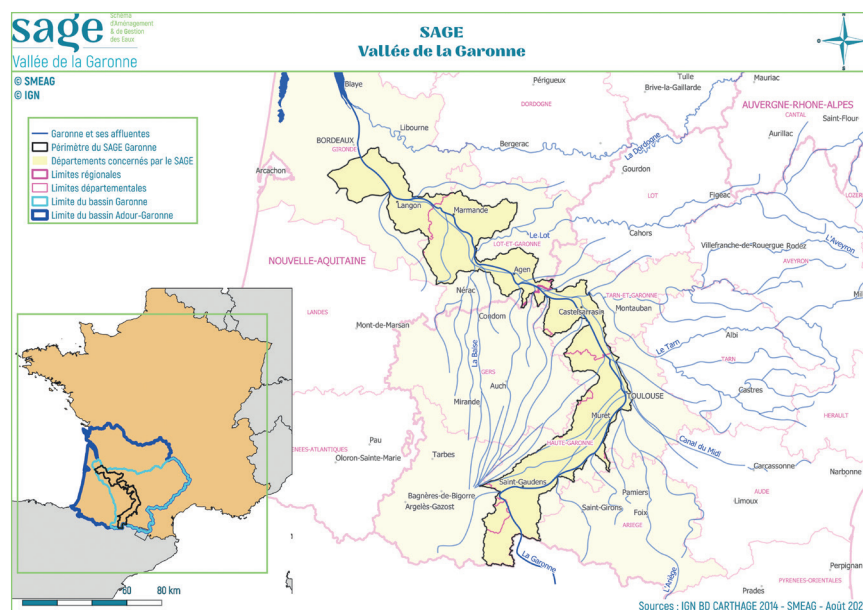 sage
Schéma
d'Aménagement
& de Gestion
des Eaux
Vallée de la Garonne
SAGE
Vallée de la Garonne
© SMEAG
© IGN
Garonne et ses affluentes
Périmètre du SAGE Garonne
Départements concernés par le SAGE
Limites régionales
Limites départementales
Limite du bassin Garonne
Limite du bassin Adour-Garonne
Blaye
Périgueux
Tulle
Brive-la-Gaillarde
Mauriac
DORDOGNE
AUVERGNE-RHONE-ALPES
CANTAL
Saint-Flour
Libourne
BORDEAUX
GIRONDE
Bergerac
La Dordogne
Aurillac
Arcachon
Gourdon
LOT
Figeac
LOZER
Langon
Marmande
Le Lot
LOT-ET-GARONNE
Cahors
Villefranche-de-Rouergue
Rodez
L'Aveyron
AVEYRON
NOUVELLE-AQUITAINE
Agen
Nérac
TARN-ET-GARONNE
Mil
LANDES
Condom
Castelsarrasin
Montauban
Mont-de-Marsan
La Baïse
Albi
Le Tarn
TARN
GERS
Auch
Castres
Mirande
TOULOUSE
Muret
HERAULT
HAUTE-GARONNE
Canal du Midi
NEES-ATLANTIQUES
Pau
Oloron-Sainte-Marie
Tarbes
Carcassonne
Narbonne
Saint-Gaudens
Bagnères-de-Bigorre
Argelès-Gazost
Saint-Girons
Pamiers
Foix
ARIEGE
AUDE
Limoux
La Garonne
L'Ariège
Perpignan
PYRENEES-ORIENTALES
Prades
60
80 km
Sources : IGN BD CARTHAGE 2014 - SMEAG - Août 202